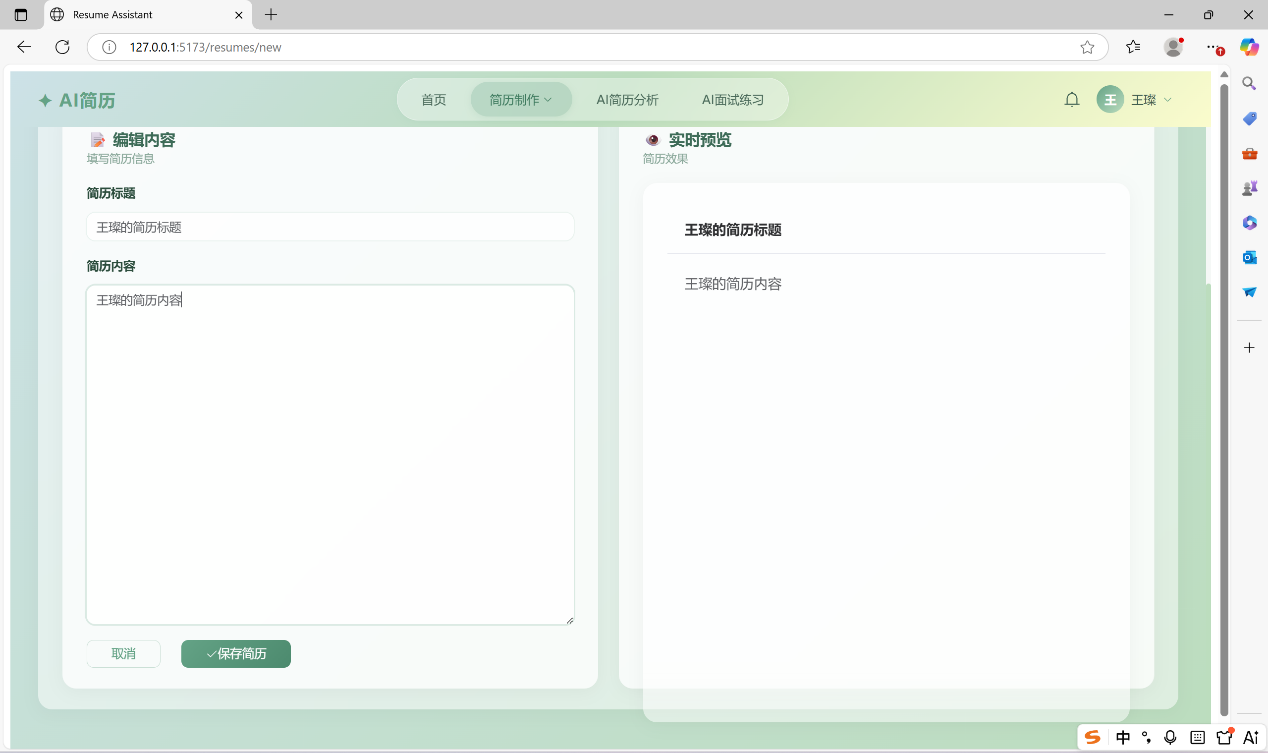 Resume Assistant
127.0.0.1:5173/resumes/new
AI简历
首页 简历制作 AI简历分析 AI面试练习
王 王璨
编辑内容
填写简历信息
简历标题
王璨的简历标题
简历内容
王璨的简历内容
取消 保存简历
实时预览
简历效果
王璨的简历标题
王璨的简历内容
中